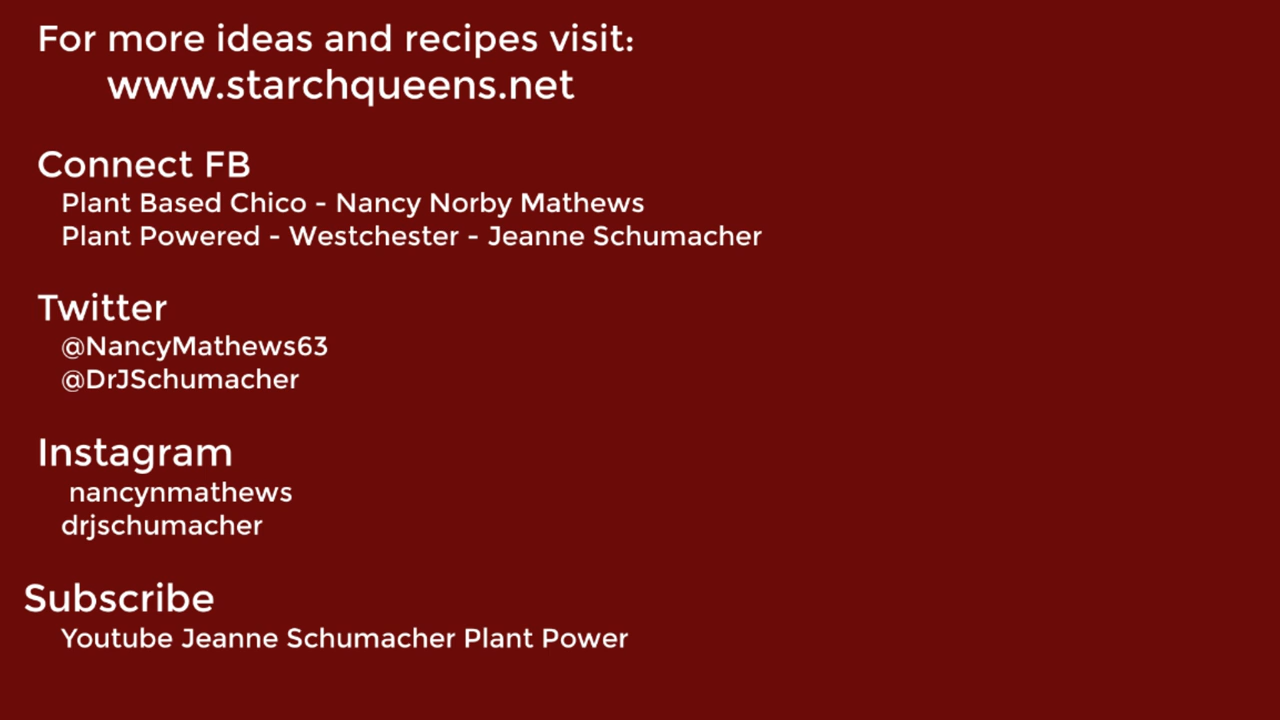 For more ideas and recipes visit:
www.starchqueens.net
Connect FB
Plant Based Chico - Nancy Norby Mathews
Plant Powered - Westchester - Jeanne Schumacher
Twitter
@NancyMathews63
@DrJSchumacher
Instagram
nancynmathews
drjschumacher
Subscribe
Youtube Jeanne Schumacher Plant Power